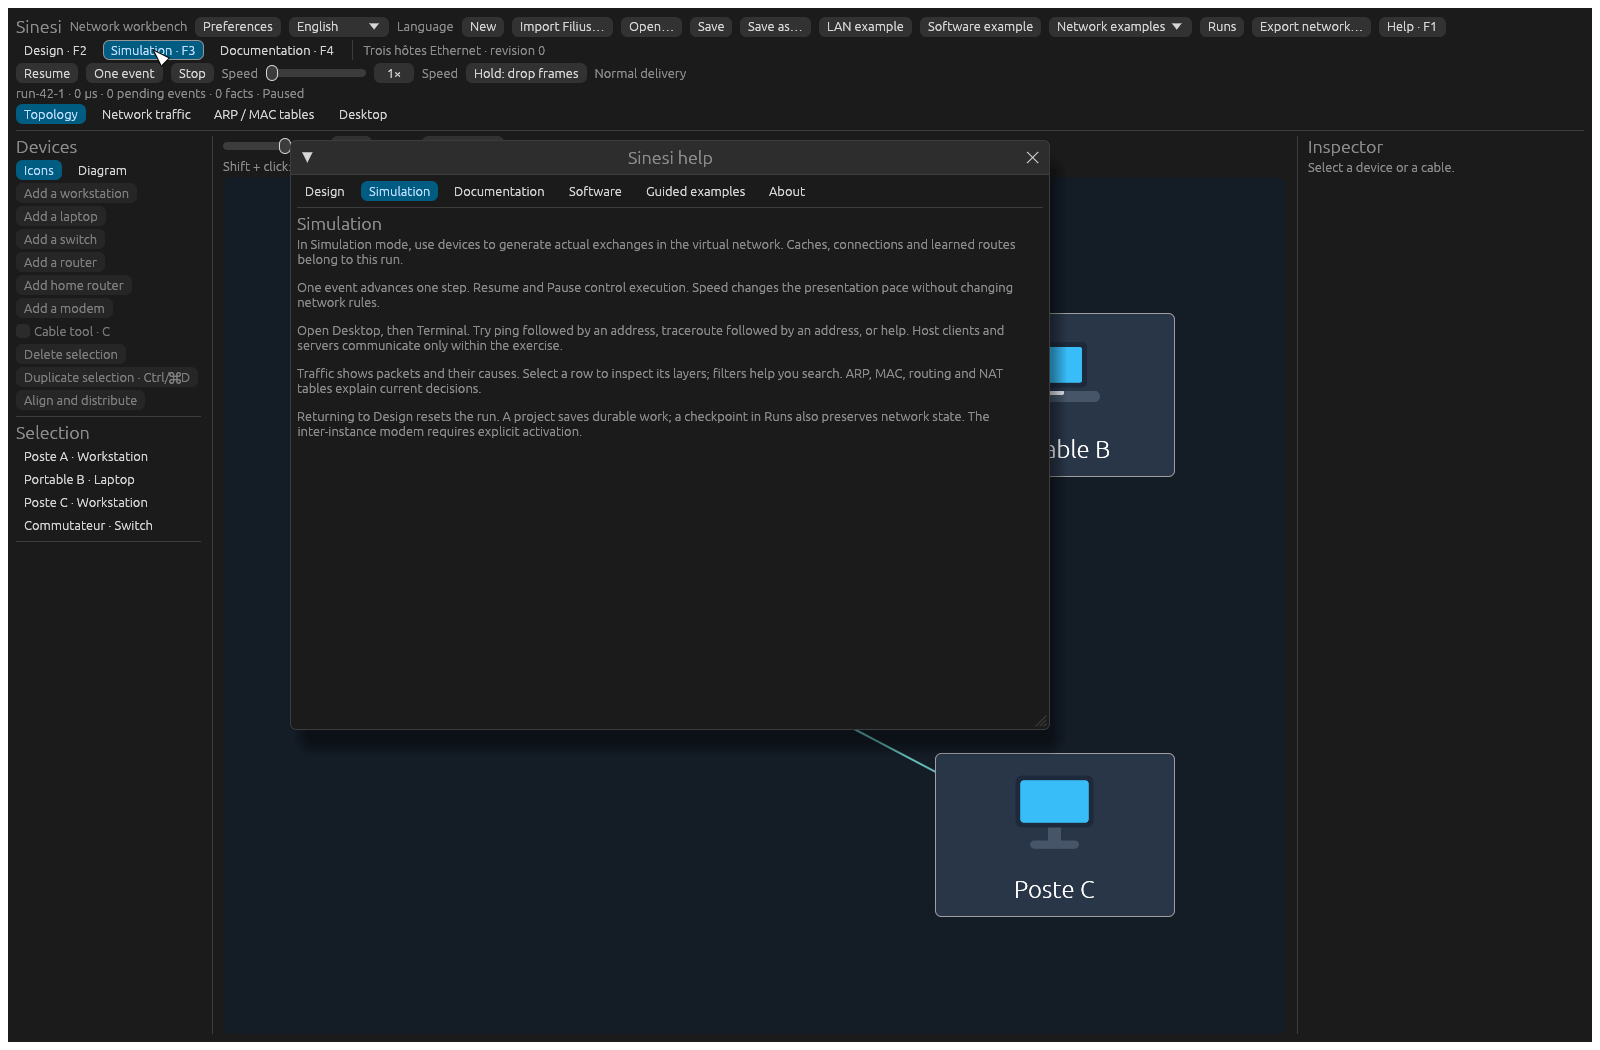 Sinesi Network workbench Preferences English Language New Import Filius... Open... Save Save as... LAN example Software example Network examples Runs Export network... Help · F1
Design · F2 Simulation · F3 Documentation · F4 Trois hôtes Ethernet · revision 0
Resume One event Stop Speed 1× Speed Hold: drop frames Normal delivery
run-42-1 · 0 µs · 0 pending events · 0 facts · Paused
Topology Network traffic ARP / MAC tables Desktop
Devices
Icons Diagram
Add a workstation
Add a laptop
Add a switch
Add a router
Add home router
Add a modem
Cable tool · C
Delete selection
Duplicate selection · Ctrl/⌘D
Align and distribute
Selection
Poste A · Workstation
Portable B · Laptop
Poste C · Workstation
Commutateur · Switch
Shift + click
Sinesi help
Design Simulation Documentation Software Guided examples About
Simulation
In Simulation mode, use devices to generate actual exchanges in the virtual network. Caches, connections and learned routes
belong to this run.
One event advances one step. Resume and Pause control execution. Speed changes the presentation pace without changing
network rules.
Open Desktop, then Terminal. Try ping followed by an address, traceroute followed by an address, or help. Host clients and
servers communicate only within the exercise.
Traffic shows packets and their causes. Select a row to inspect its layers; filters help you search. ARP, MAC, routing and NAT
tables explain current decisions.
Returning to Design resets the run. A project saves durable work; a checkpoint in Runs also preserves network state. The
inter-instance modem requires explicit activation.
able B
Poste C
Inspector
Select a device or a cable.